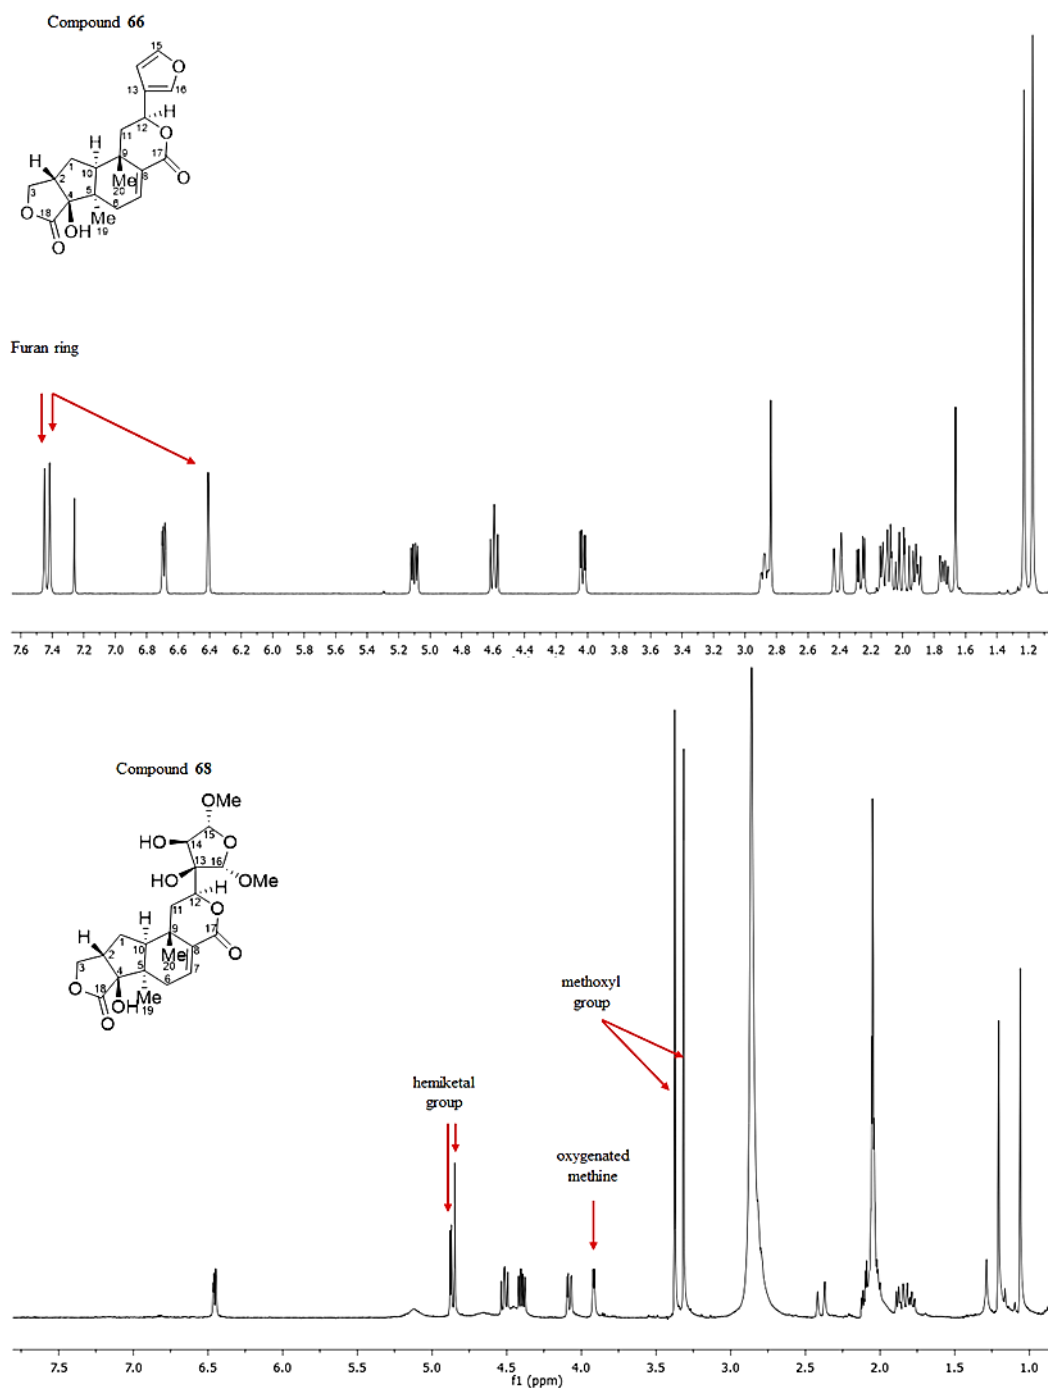 Compound 66
15
O
13
16
H
12
11
O
H
17
H
1
9
O
10
8
2
Me
3
4
5
20
6
O
18
Me
OH
19
O
Furan ring
7.6 7.4 7.2 7.0 6.8 6.6 6.4 6.2 6.0 5.8 5.6 5.4 5.2 5.0 4.8 4.6 4.4 4.2 4.0 3.8 3.6 3.4 3.2 3.0 2.8 2.6 2.4 2.2 2.0 1.8 1.6 1.4 1.2
Compound 68
OMe
15
HO
14
O
13
16
HO
OMe
H
12
11
O
H
17
H
1
9
O
10
8
2
Me
3
4
5
20
7
6
O
18
Me
OH
19
O
methoxyl
group
hemiketal
group
oxygenated
methine
7.5 7.0 6.5 6.0 5.5 5.0 4.5 4.0 3.5 3.0 2.5 2.0 1.5 1.0
f1 (ppm)